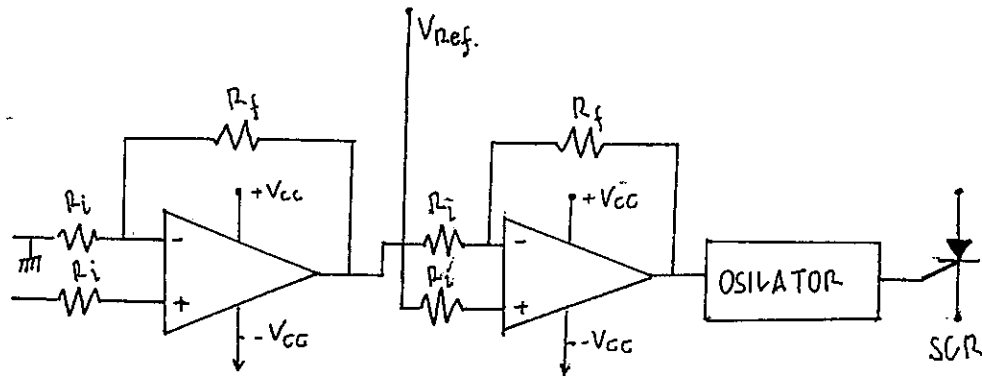 VRef.
Rf
Rf
+VCC
+VCC
Ri
Ri
-
-
Ri
Ri
+
+
OSILATOR
--VCC
-VCC
SCR